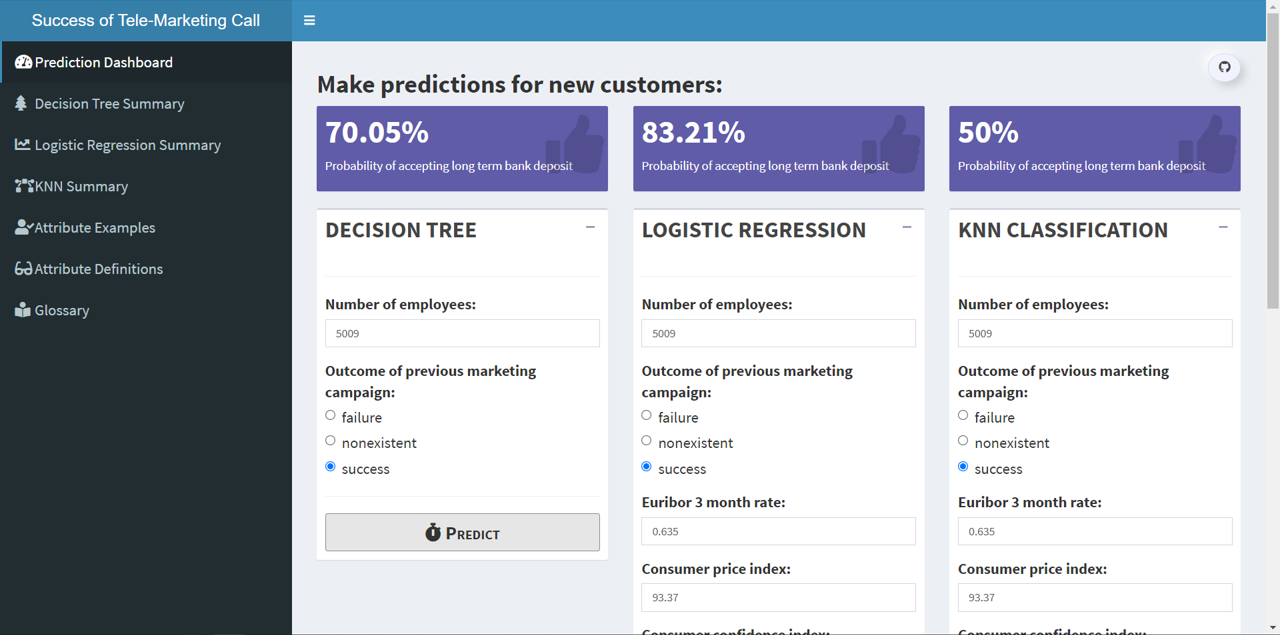 Success of Tele-Marketing Call
Prediction Dashboard
Decision Tree Summary
Logistic Regression Summary
KNN Summary
Attribute Examples
Attribute Definitions
Glossary
Make predictions for new customers:
70.05%
Probability of accepting long term bank deposit
83.21%
Probability of accepting long term bank deposit
50%
Probability of accepting long term bank deposit
DECISION TREE
Number of employees:
5009
Outcome of previous marketing
campaign:
failure
nonexistent
success
PREDICT
LOGISTIC REGRESSION
Number of employees:
5009
Outcome of previous marketing
campaign:
failure
nonexistent
success
Euribor 3 month rate:
0.635
Consumer price index:
93.37
Consumer confidence index:
KNN CLASSIFICATION
Number of employees:
5009
Outcome of previous marketing
campaign:
failure
nonexistent
success
Euribor 3 month rate:
0.635
Consumer price index:
93.37
Consumer confidence index: